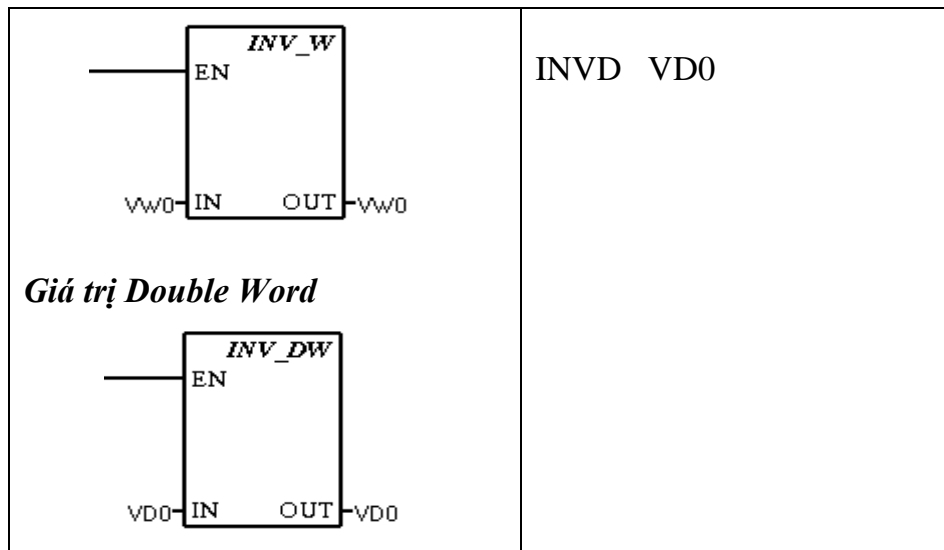 INV_W
EN
VW0 IN OUT VW0
Giá trị Double Word
INV_DW
EN
VD0 IN OUT VD0
INVD VD0